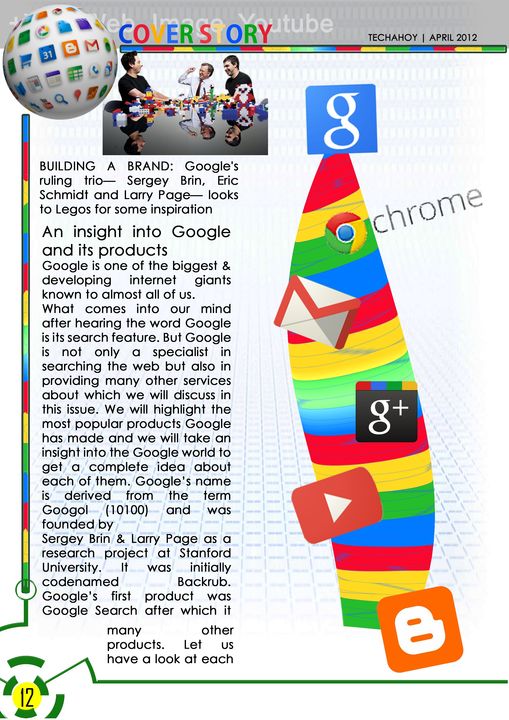 Web, Image, Youtube
COVER STORY
TECHAHOY | APRIL 2012
BUILDING A BRAND: Google's
ruling trio— Sergey Brin, Eric
Schmidt and Larry Page— looks
to Legos for some inspiration
An insight into Google
and its products
Google is one of the biggest &
developing internet giants
known to almost all of us.
What comes into our mind
after hearing the word Google
is its search feature. But Google
is not only a specialist in
searching the web but also in
providing many other services
about which we will discuss in
this issue. We will highlight the
most popular products Google
has made and we will take an
insight into the Google world to
get a complete idea about
each of them. Google’s name
is derived from the term
Googol (10100) and was
founded by
Sergey Brin & Larry Page as a
research project at Stanford
University. It was initially
codenamed Backrub.
Google’s first product was
Google Search after which it
many other
products. Let us
have a look at each
g
chrome
g+
12